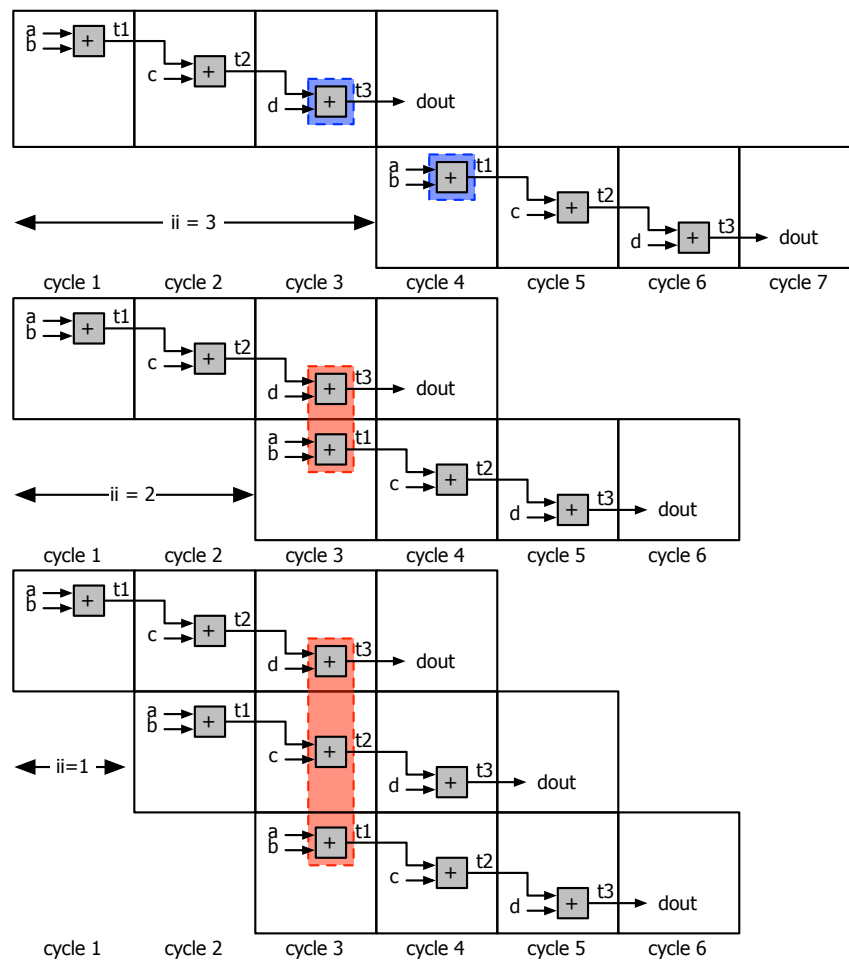 a
b
+
t1
c
+
t2
d
+
t3
dout
a
b
+
t1
c
+
t2
d
+
t3
dout
ii = 3
cycle 1 cycle 2 cycle 3 cycle 4 cycle 5 cycle 6 cycle 7
a
b
+
t1
c
+
t2
d
+
t3
dout
a
b
+
t1
c
+
t2
d
+
t3
dout
ii = 2
cycle 1 cycle 2 cycle 3 cycle 4 cycle 5 cycle 6
a
b
+
t1
c
+
t2
d
+
t3
dout
a
b
+
t1
c
+
t2
d
+
t3
dout
ii=1
a
b
+
t1
c
+
t2
d
+
t3
dout
cycle 1 cycle 2 cycle 3 cycle 4 cycle 5 cycle 6